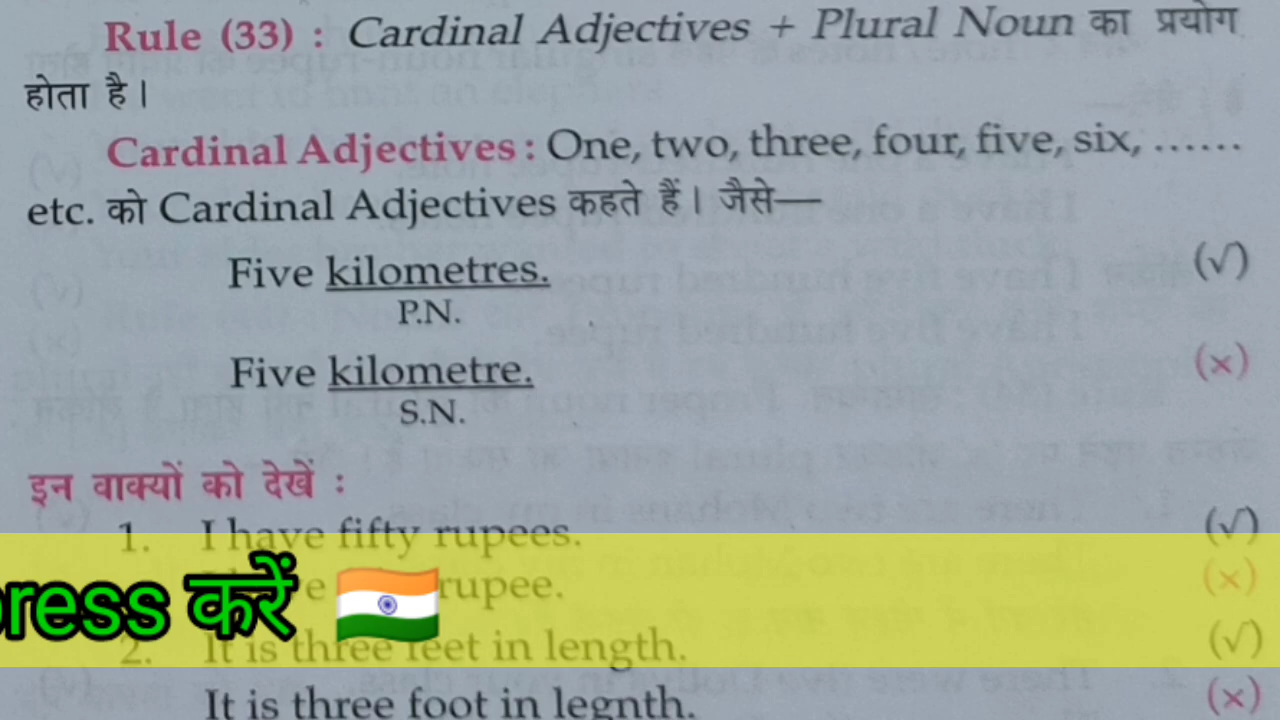 Rule (33) : Cardinal Adjectives + Plural Noun का प्रयोग
होता है।
Cardinal Adjectives : One, two, three, four, five, six, ......
etc. को Cardinal Adjectives कहते हैं। जैसे—
Five kilometres. (√)
P.N.
Five kilometre. (×)
S.N.
इन वाक्यों को देखें :
1. I have fifty rupees. (√)
rupee. (×)
press करें
2. It is three feet in length. (√)
It is three foot in legnth. (×)